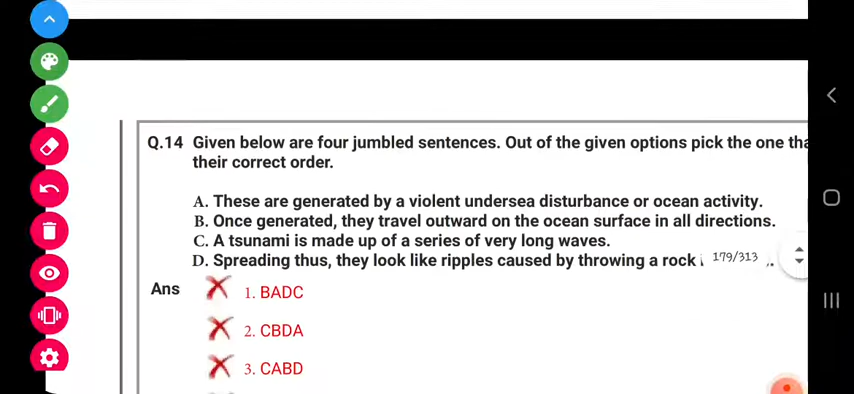 Q.14 Given below are four jumbled sentences. Out of the given options pick the one
their correct order.
A. These are generated by a violent undersea disturbance or ocean activity.
B. Once generated, they travel outward on the ocean surface in all directions.
C. A tsunami is made up of a series of very long waves.
D. Spreading thus, they look like ripples caused by throwing a rock
179/313
Ans
1. BADC
2. CBDA
3. CABD